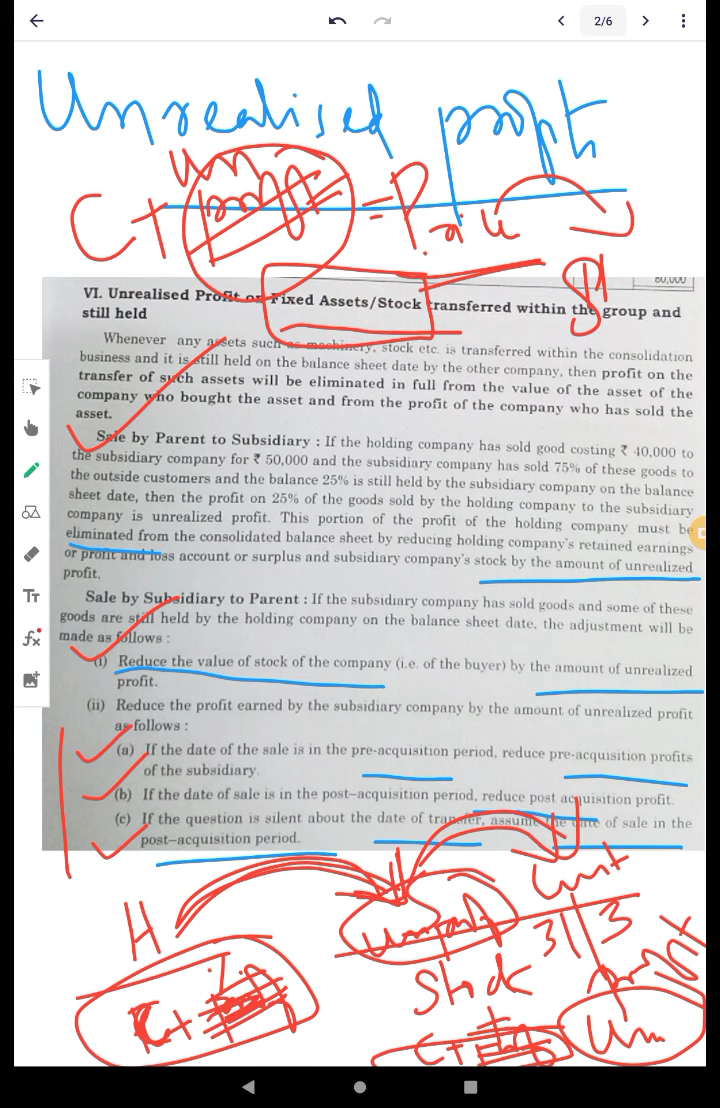 2/6
Unrealised profit
un
C+ profit = Price
60,000
VI. Unrealised Profit on Fixed Assets/Stock transferred within the group and
still held
Whenever any assets such as machinery, stock etc. is transferred within the consolidation
business and it is still held on the balance sheet date by the other company, then profit on the
transfer of such assets will be eliminated in full from the value of the asset of the
company who bought the asset and from the profit of the company who has sold the
asset.
Sale by Parent to Subsidiary : If the holding company has sold good costing ₹ 40,000 to
the subsidiary company for ₹ 50,000 and the subsidiary company has sold 75% of these goods to
the outside customers and the balance 25% is still held by the subsidiary company on the balance
sheet date, then the profit on 25% of the goods sold by the holding company to the subsidiary
company is unrealized profit. This portion of the profit of the holding company must be
eliminated from the consolidated balance sheet by reducing holding company's retained earnings
or profit and loss account or surplus and subsidiary company's stock by the amount of unrealized
profit.
Sale by Subsidiary to Parent : If the subsidiary company has sold goods and some of these
goods are still held by the holding company on the balance sheet date, the adjustment will be
made as follows :
(i) Reduce the value of stock of the company (i.e. of the buyer) by the amount of unrealized
profit.
(ii) Reduce the profit earned by the subsidiary company by the amount of unrealized profit
as follows :
(a) If the date of the sale is in the pre-acquisition period, reduce pre-acquisition profits
of the subsidiary.
(b) If the date of sale is in the post-acquisition period, reduce post acquisition profit.
(c) If the question is silent about the date of transfer, assume the date of sale in the
post-acquisition period.
H
31/3
Stock
C+
C+
Un